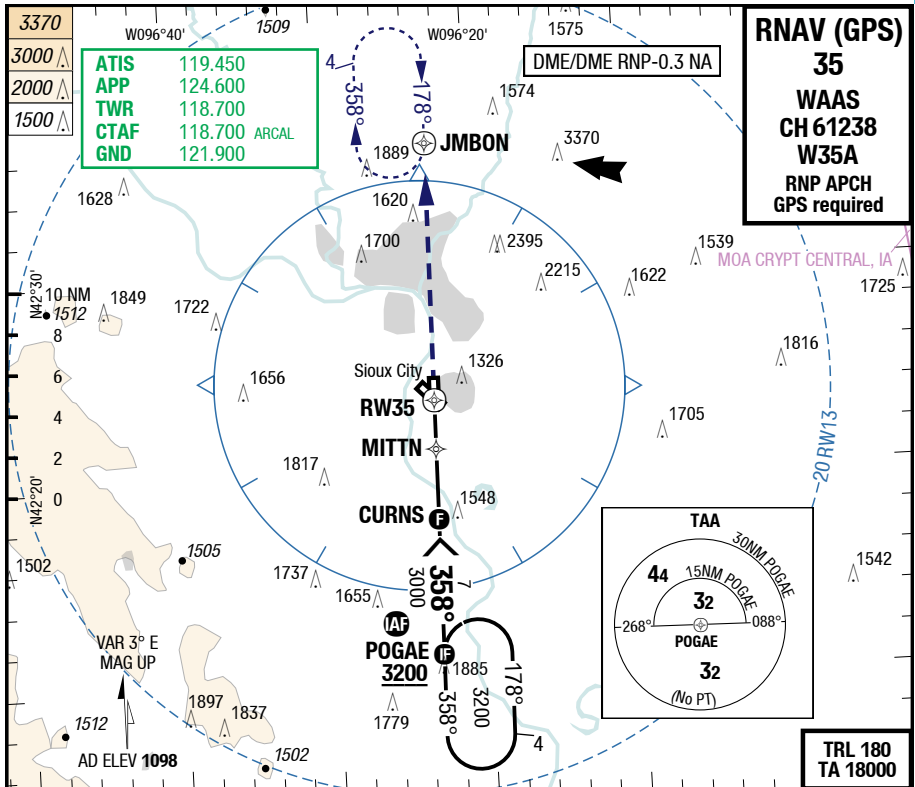 3370
3000
2000
1500
W096°40'
1509
W096°20'
1575
ATIS 119.450
APP 124.600
TWR 118.700
CTAF 118.700 ARCAL
GND 121.900
4
358°
178°
DME/DME RNP-0.3 NA
RNAV (GPS)
35
WAAS
CH 61238
W35A
RNP APCH
GPS required
1574
3370
JMBON
1889
1628
1620
1700
2395
2215
1622
1539
MOA CRYPT CENTRAL, IA
1725
N42°30'
10 NM
1512
1849
1722
8
6
4
2
0
N42°20'
1816
1656
Sioux City
1326
RW35
1705
MITTN
20 RW13
1817
1548
CURNS
1502
1505
1737
1655
3000
358°
7
IAF
POGAE
3200
IF
F
1885
1779
358°
3200
178°
4
TAA
30NM POGAE
44
15NM POGAE
32
268°
088°
POGAE
32
(No PT)
1542
VAR 3° E
MAG UP
1897
1837
1512
1502
AD ELEV 1098
TRL 180
TA 18000